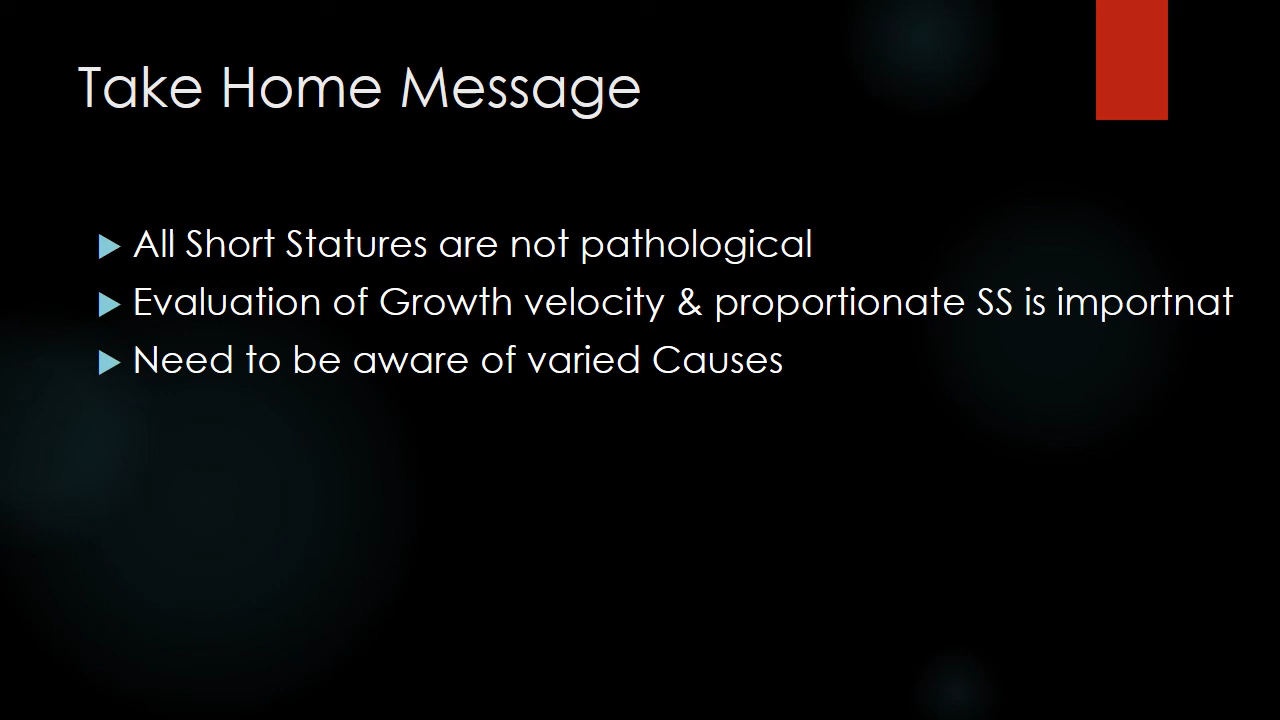 Take Home Message
All Short Statures are not pathological
Evaluation of Growth velocity & proportionate SS is importnat
Need to be aware of varied Causes